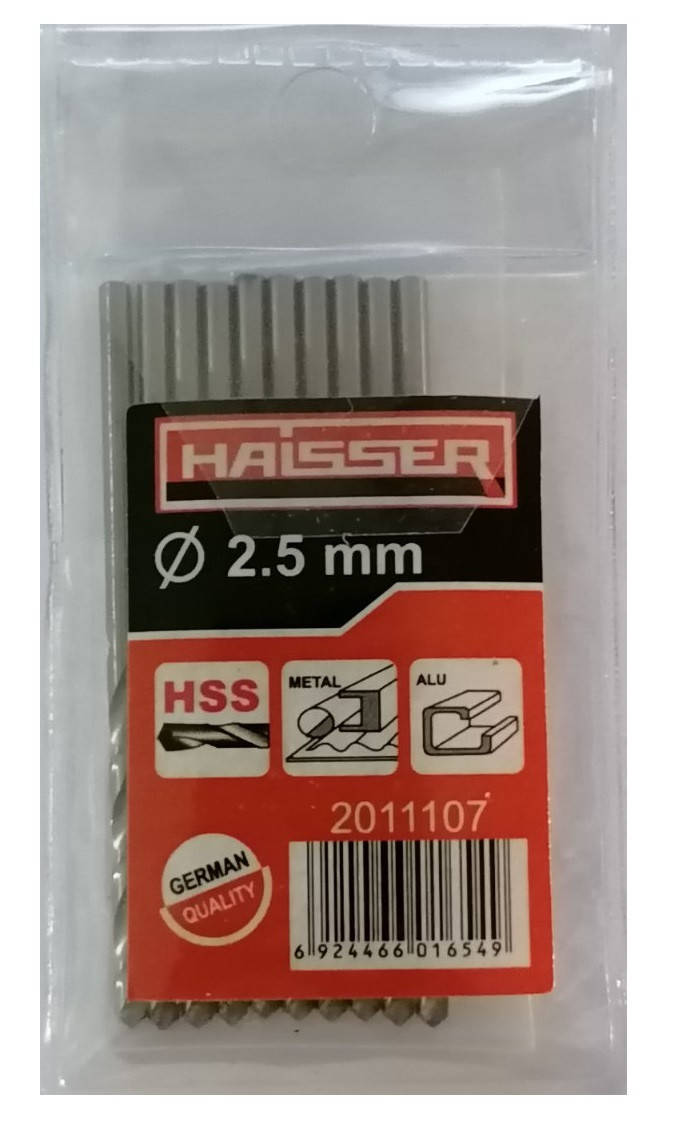 HAiSSER
Ø 2.5 mm
HSS
METAL
ALU
2011107
GERMAN
QUALITY
6 924466 016549